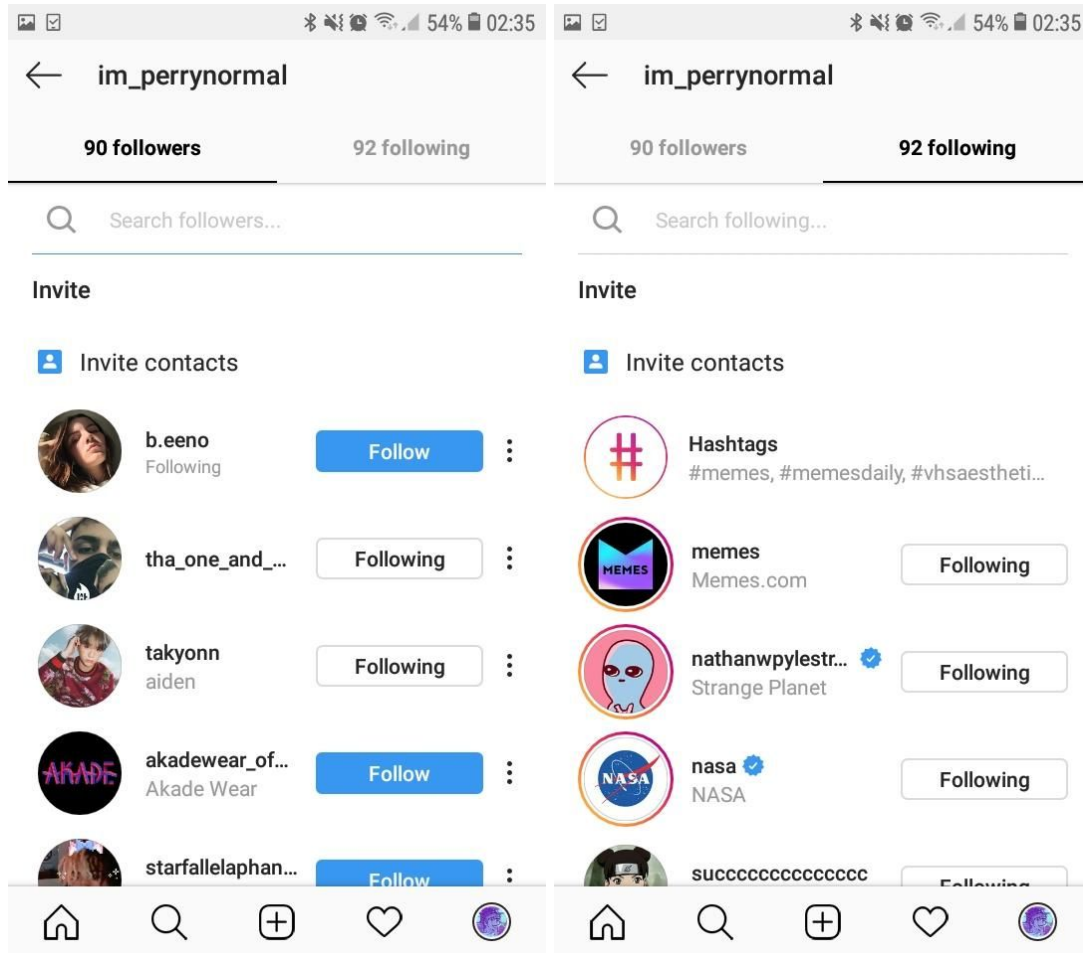 54% 02:35
im_perrynormal
90 followers 92 following
Search followers...
Invite
Invite contacts
b.eeno
Following
Follow
tha_one_and_...
Following
takyonn
aiden
Following
AKADE
akadewear_of...
Akade Wear
Follow
starfallelaphan...
Follow
54% 02:35
im_perrynormal
90 followers 92 following
Search following...
Invite
Invite contacts
#
Hashtags
#memes, #memesdaily, #vhsaestheti...
MEMES
memes
Memes.com
Following
nathanwpylestr...
Strange Planet
Following
NASA
nasa
NASA
Following
succcccccccccccc
Following